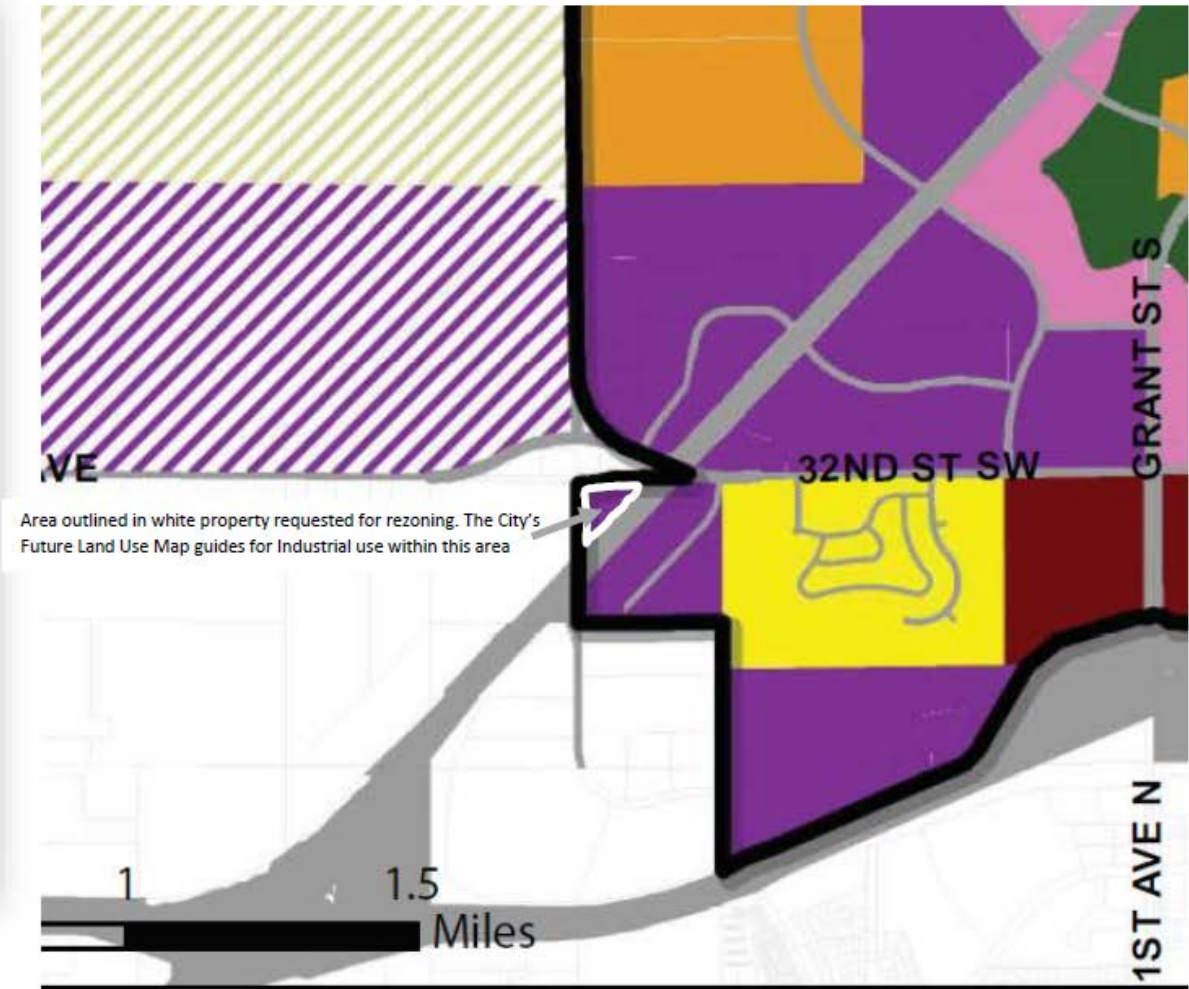 GRANT ST S
32ND ST SW
VE
Area outlined in white property requested for rezoning. The City's
Future Land Use Map guides for Industrial use within this area
1
1.5
Miles
1ST AVE N